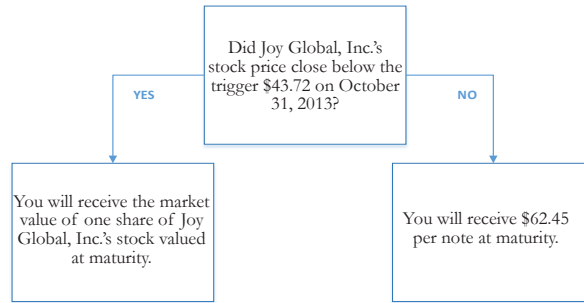 Did Joy Global, Inc.'s
stock price close below the
trigger $43.72 on October
31, 2013?
YES
NO
You will receive the market
value of one share of Joy
Global, Inc.'s stock valued
at maturity.
You will receive $62.45
per note at maturity.